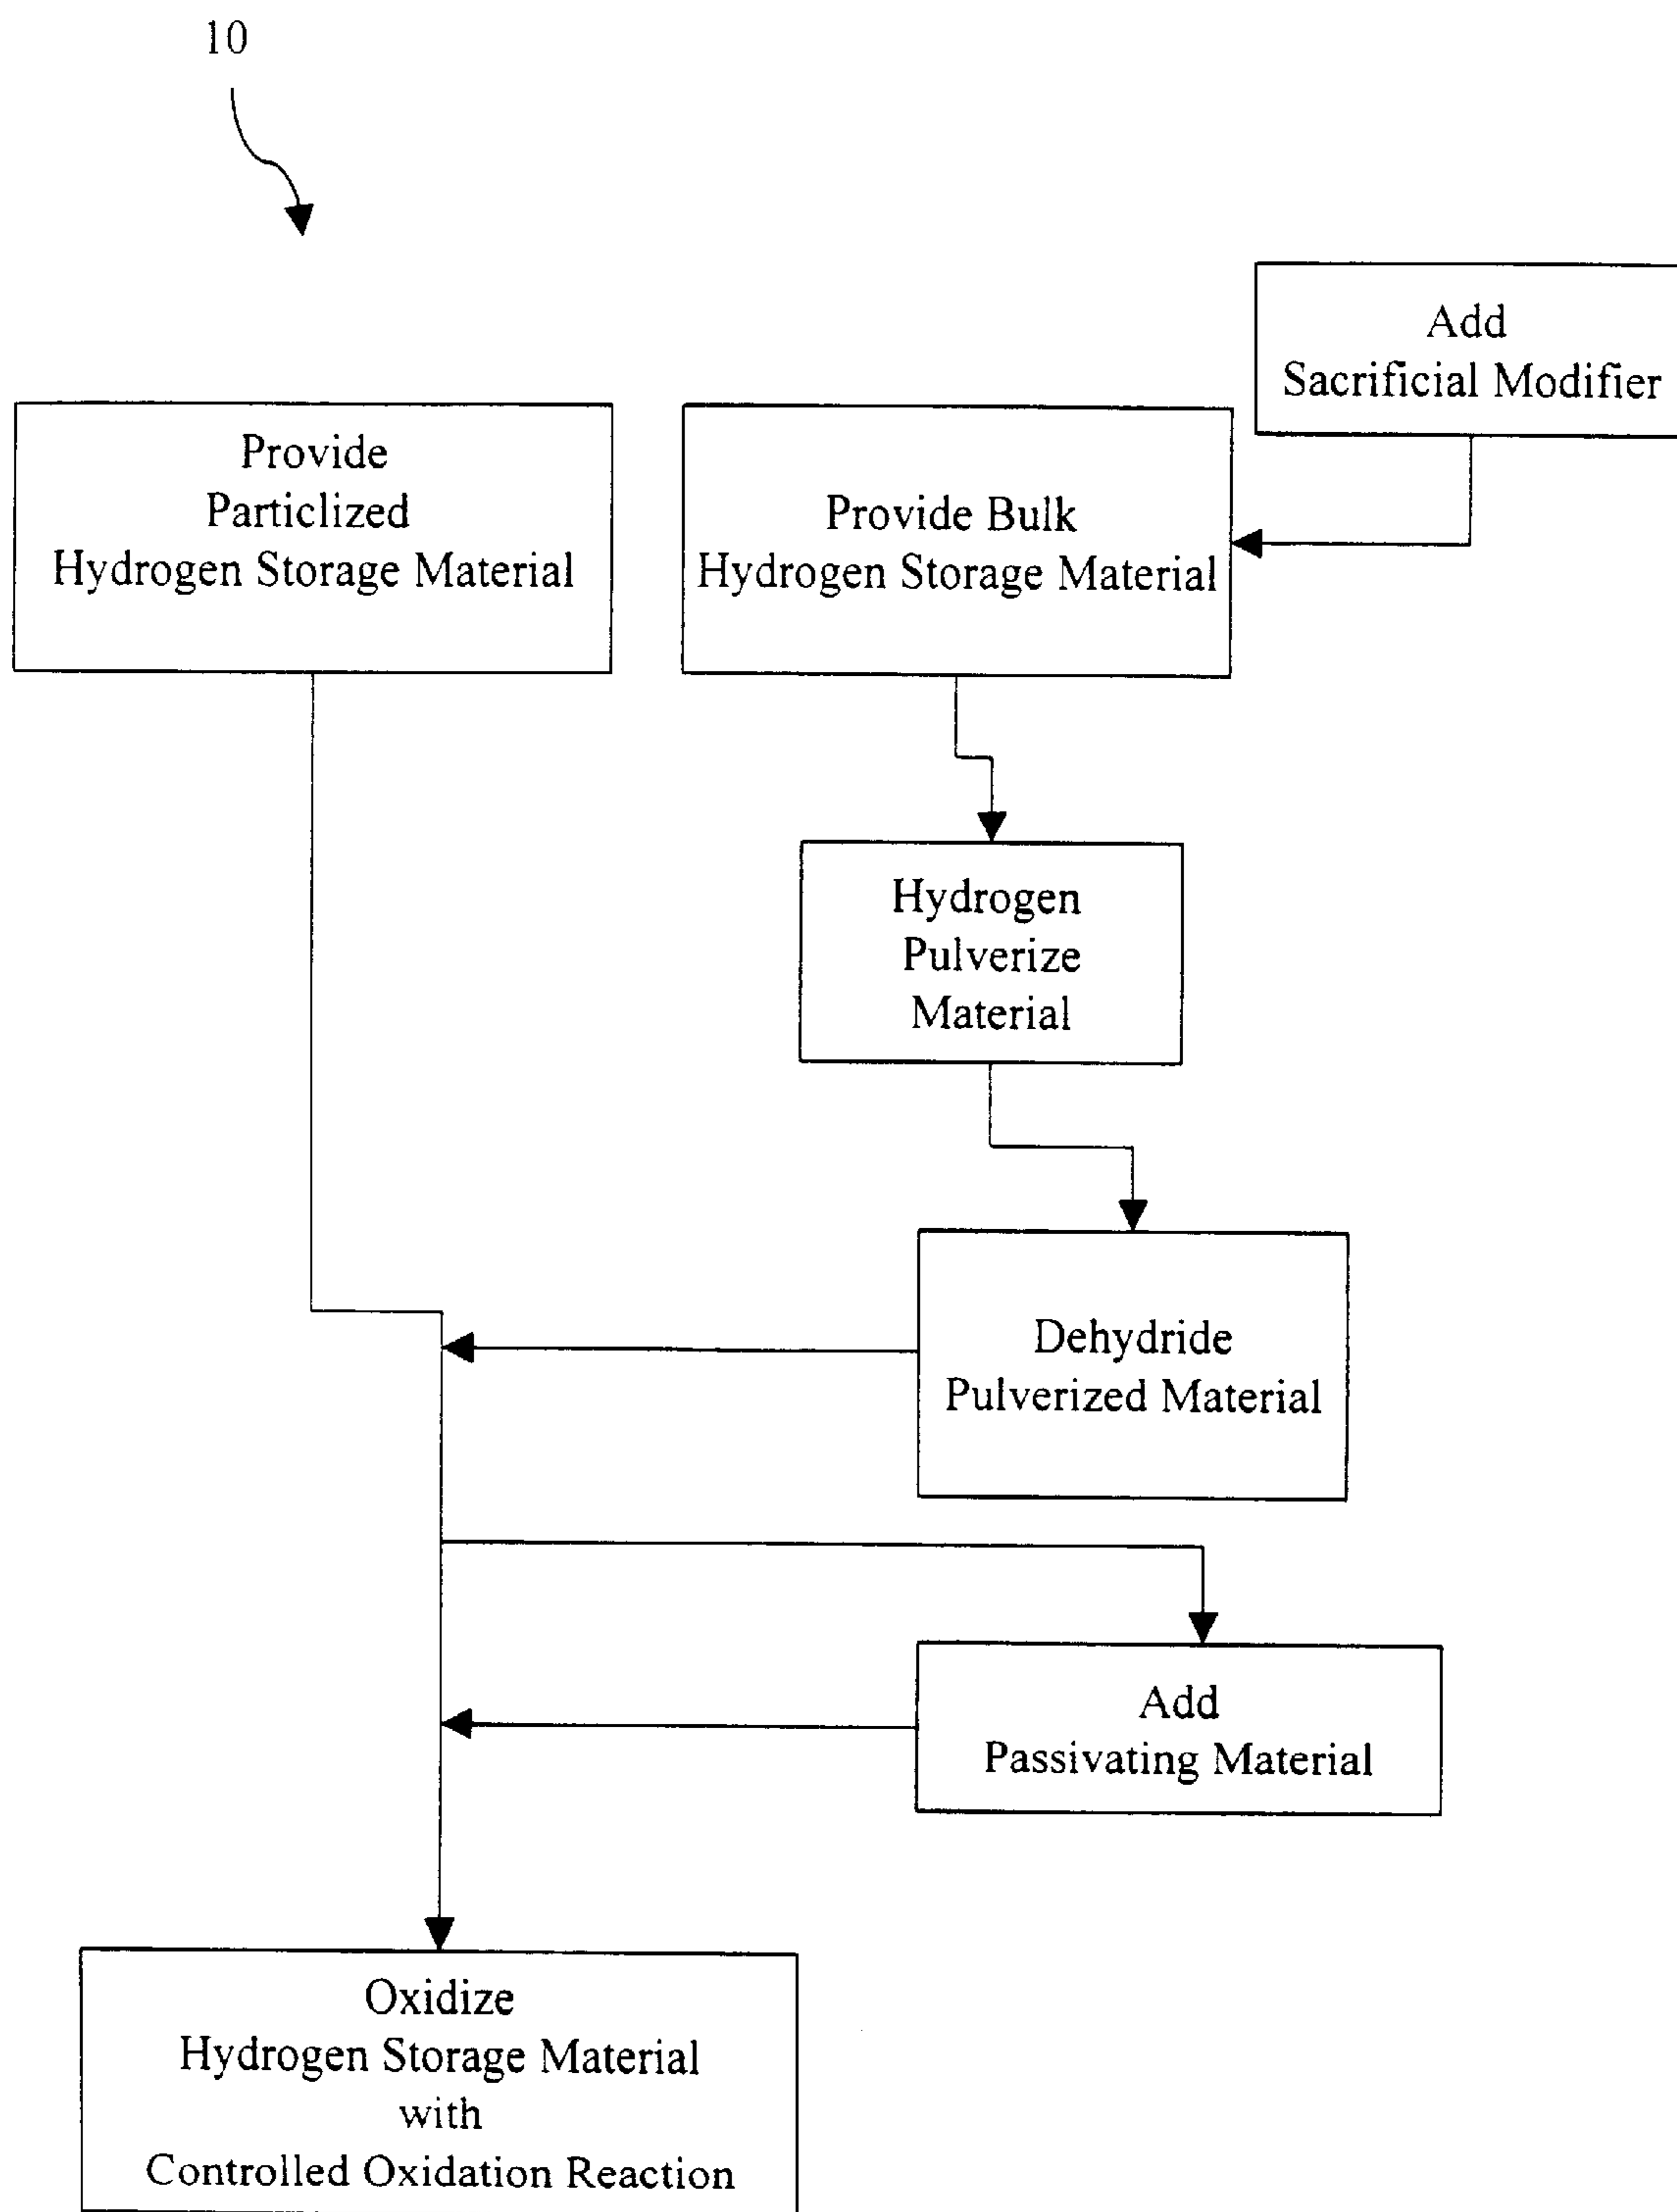 10
Add
Sacrificial Modifier
Provide
Particlized
Hydrogen Storage Material
Provide Bulk
Hydrogen Storage Material
Hydrogen
Pulverize
Material
Dehydride
Pulverized Material
Add
Passivating Material
Oxidize
Hydrogen Storage Material
with
Controlled Oxidation Reaction